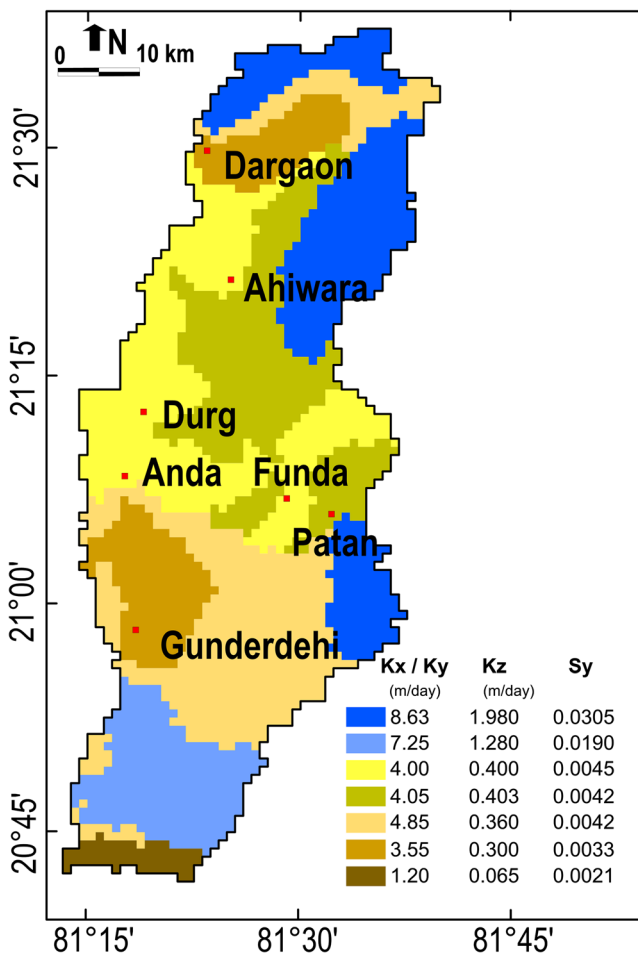 N
0 10 km
21°30'
Dargaon
Ahiwara
21°15'
Durg
Anda Funda
Patan
21°00'
Gunderdehi
Kx / Ky Kz Sy
(m/day) (m/day)
8.63 1.980 0.0305
7.25 1.280 0.0190
4.00 0.400 0.0045
4.05 0.403 0.0042
20°45'
4.85 0.360 0.0042
3.55 0.300 0.0033
1.20 0.065 0.0021
81°15' 81°30' 81°45'